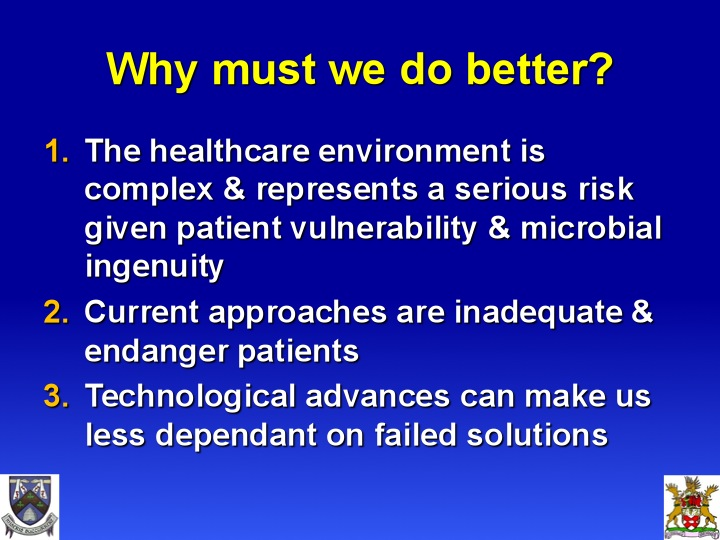 Why must we do better?
1. The healthcare environment is
complex & represents a serious risk
given patient vulnerability & microbial
ingenuity
2. Current approaches are inadequate &
endanger patients
3. Technological advances can make us
less dependant on failed solutions